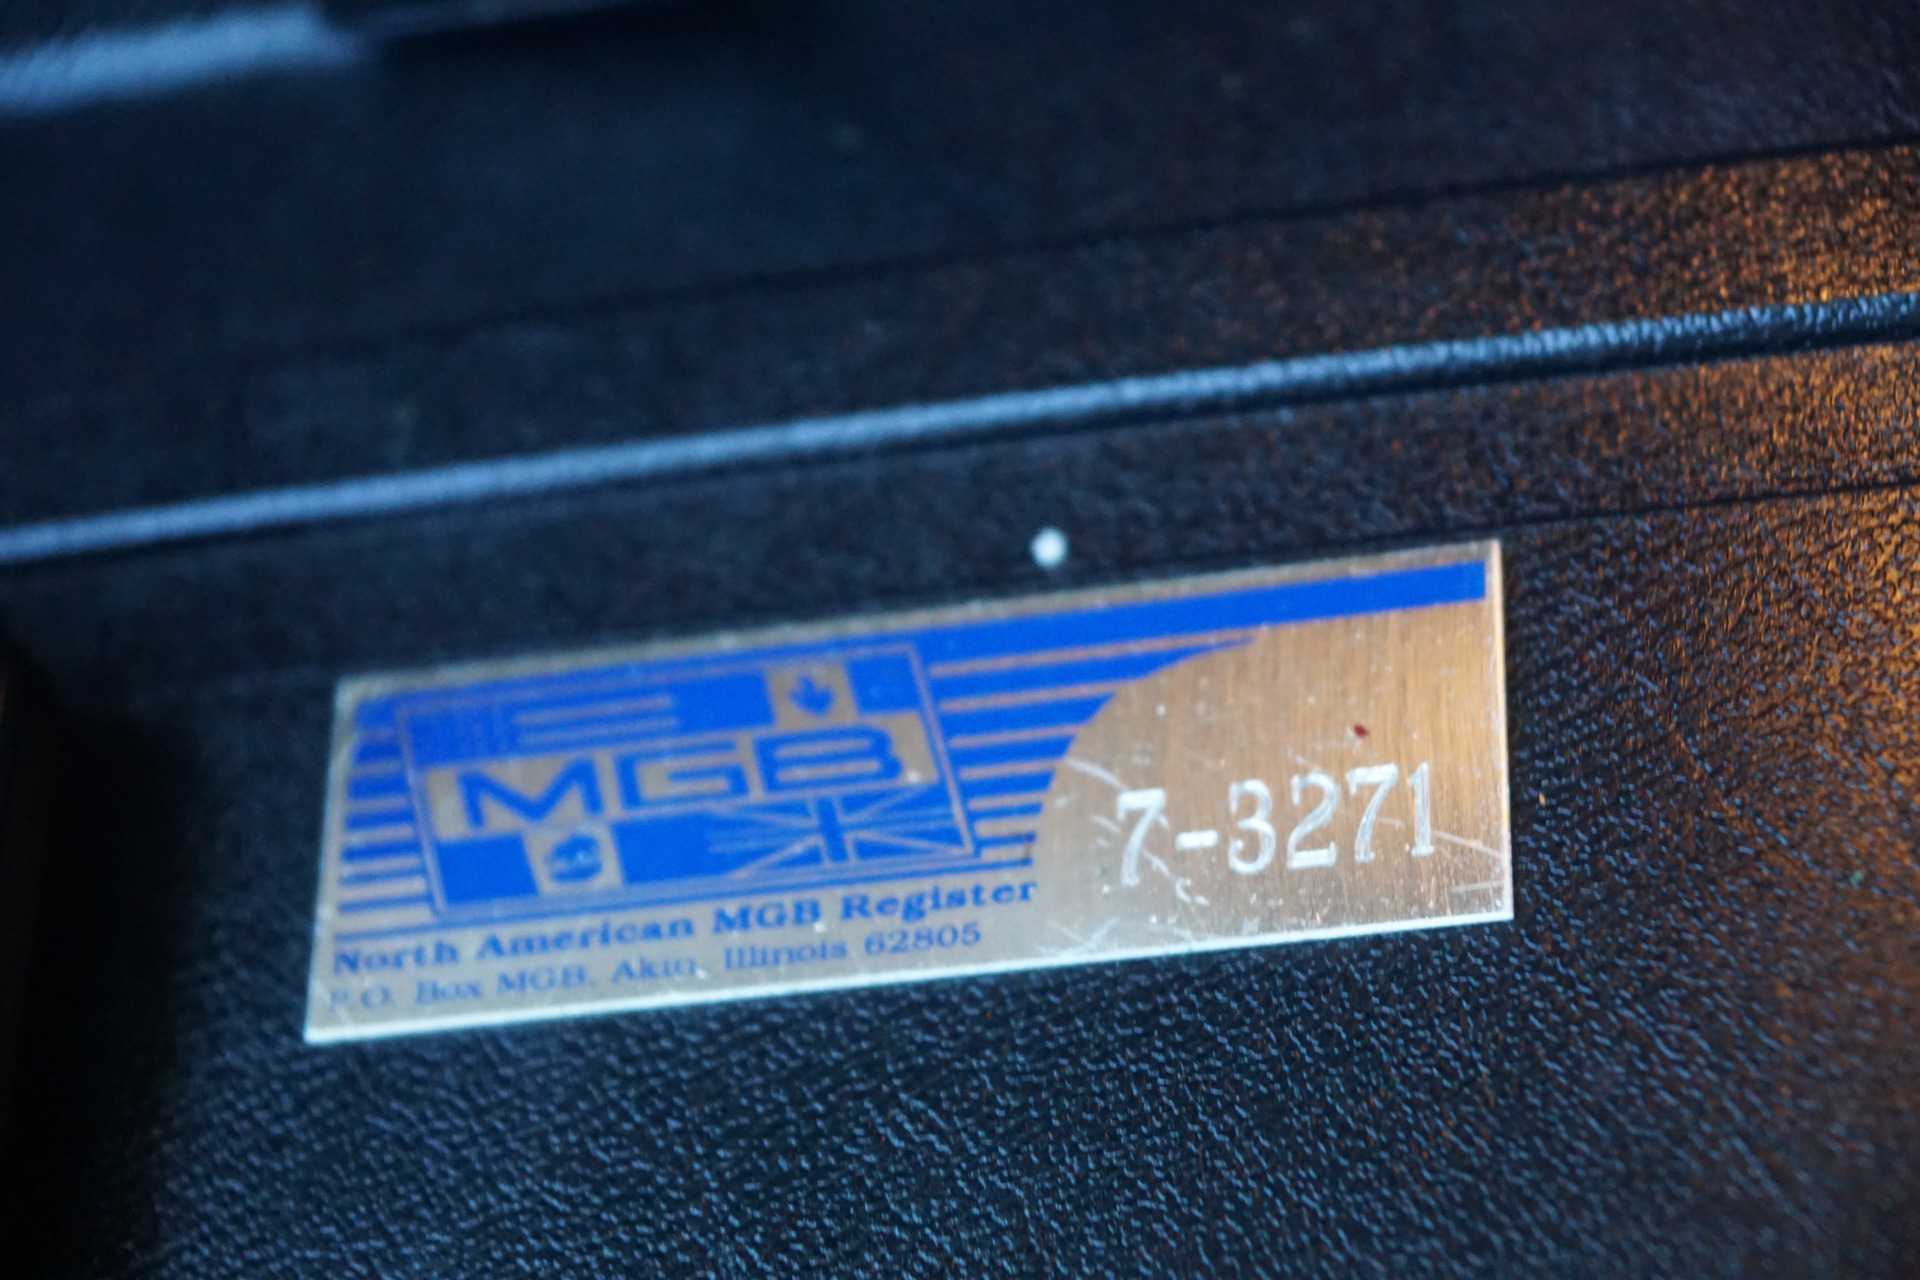 MGB
7-3271
North American MGB Register
P.O. Box MGB, Akin, Illinois 62805